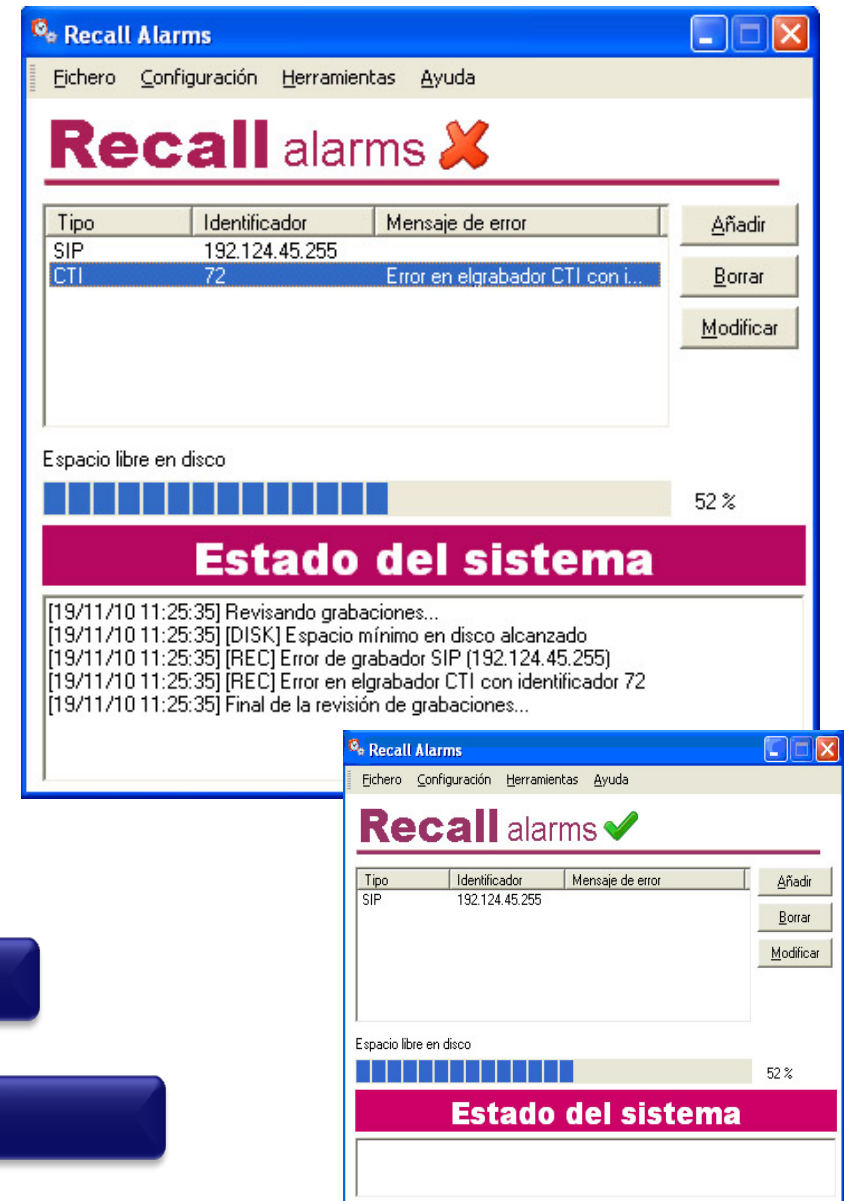 Recall Alarms
Fichero Configuración Herramientas Ayuda
Recall alarms
Tipo Identificador Mensaje de error
SIP 192.124.45.255
CTI 72 Error en elgrabador CTI con i...
Añadir
Borrar
Modificar
Espacio libre en disco
52 %
Estado del sistema
[19/11/10 11:25:35] Revisando grabaciones...
[19/11/10 11:25:35] [DISK] Espacio mínimo en disco alcanzado
[19/11/10 11:25:35] [REC] Error de grabador SIP (192.124.45.255)
[19/11/10 11:25:35] [REC] Error en elgrabador CTI con identificador 72
[19/11/10 11:25:35] Final de la revisión de grabaciones...
Recall Alarms
Fichero Configuración Herramientas Ayuda
Recall alarms
Tipo Identificador Mensaje de error
SIP 192.124.45.255
Añadir
Borrar
Modificar
Espacio libre en disco
52 %
Estado del sistema